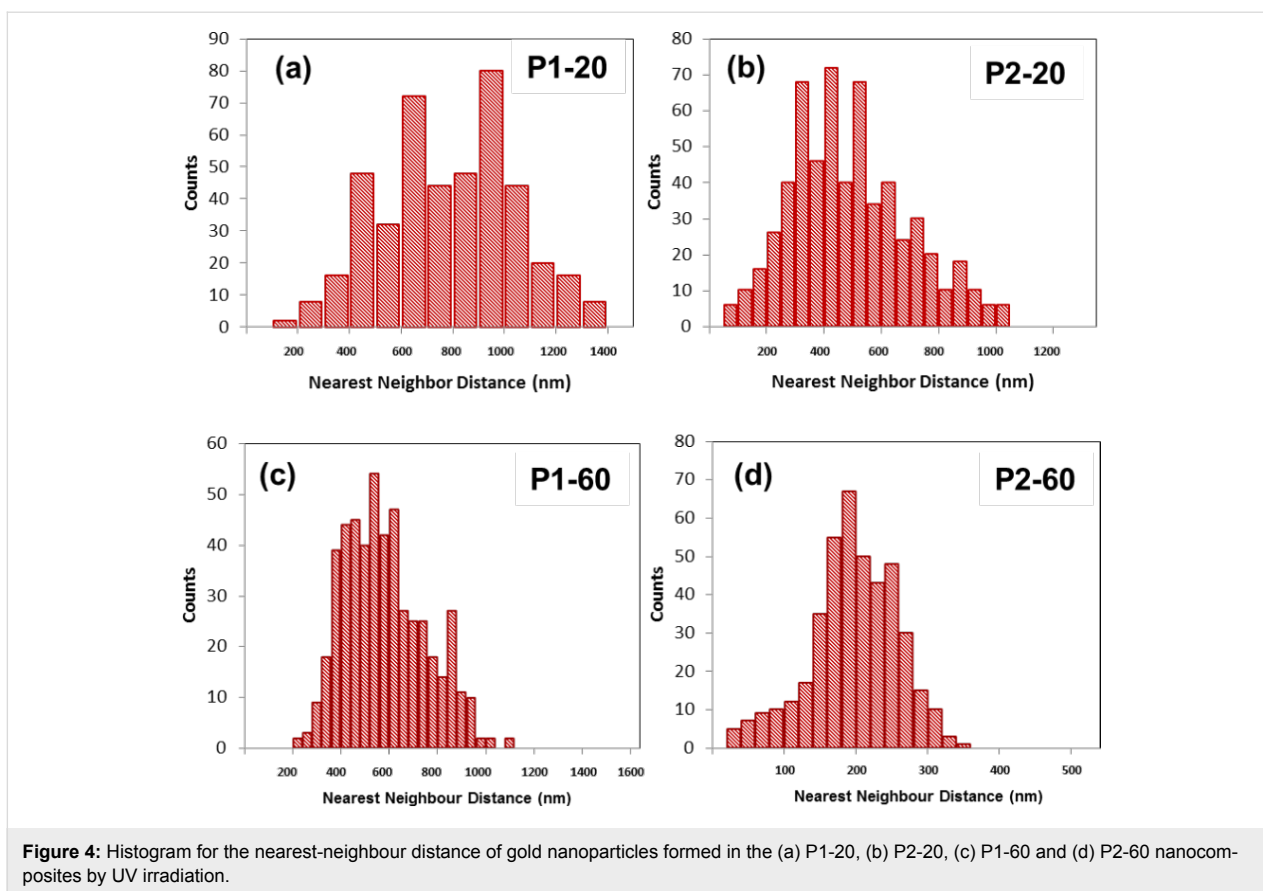 (a)
P1-20
90
80
70
60
50
40
30
20
10
0
Counts
200 400 600 800 1000 1200 1400
Nearest Neighbor Distance (nm)
(b)
P2-20
80
70
60
50
40
30
20
10
0
Counts
200 400 600 800 1000 1200
Nearest Neighbor Distance (nm)
(c)
P1-60
60
50
40
30
20
10
0
Counts
200 400 600 800 1000 1200 1400 1600
Nearest Neighbour Distance (nm)
(d)
P2-60
80
70
60
50
40
30
20
10
0
Counts
100 200 300 400 500
Nearest Neighbour Distance (nm)
Figure 4: Histogram for the nearest-neighbour distance of gold nanoparticles formed in the (a) P1-20, (b) P2-20, (c) P1-60 and (d) P2-60 nanocom-
posites by UV irradiation.